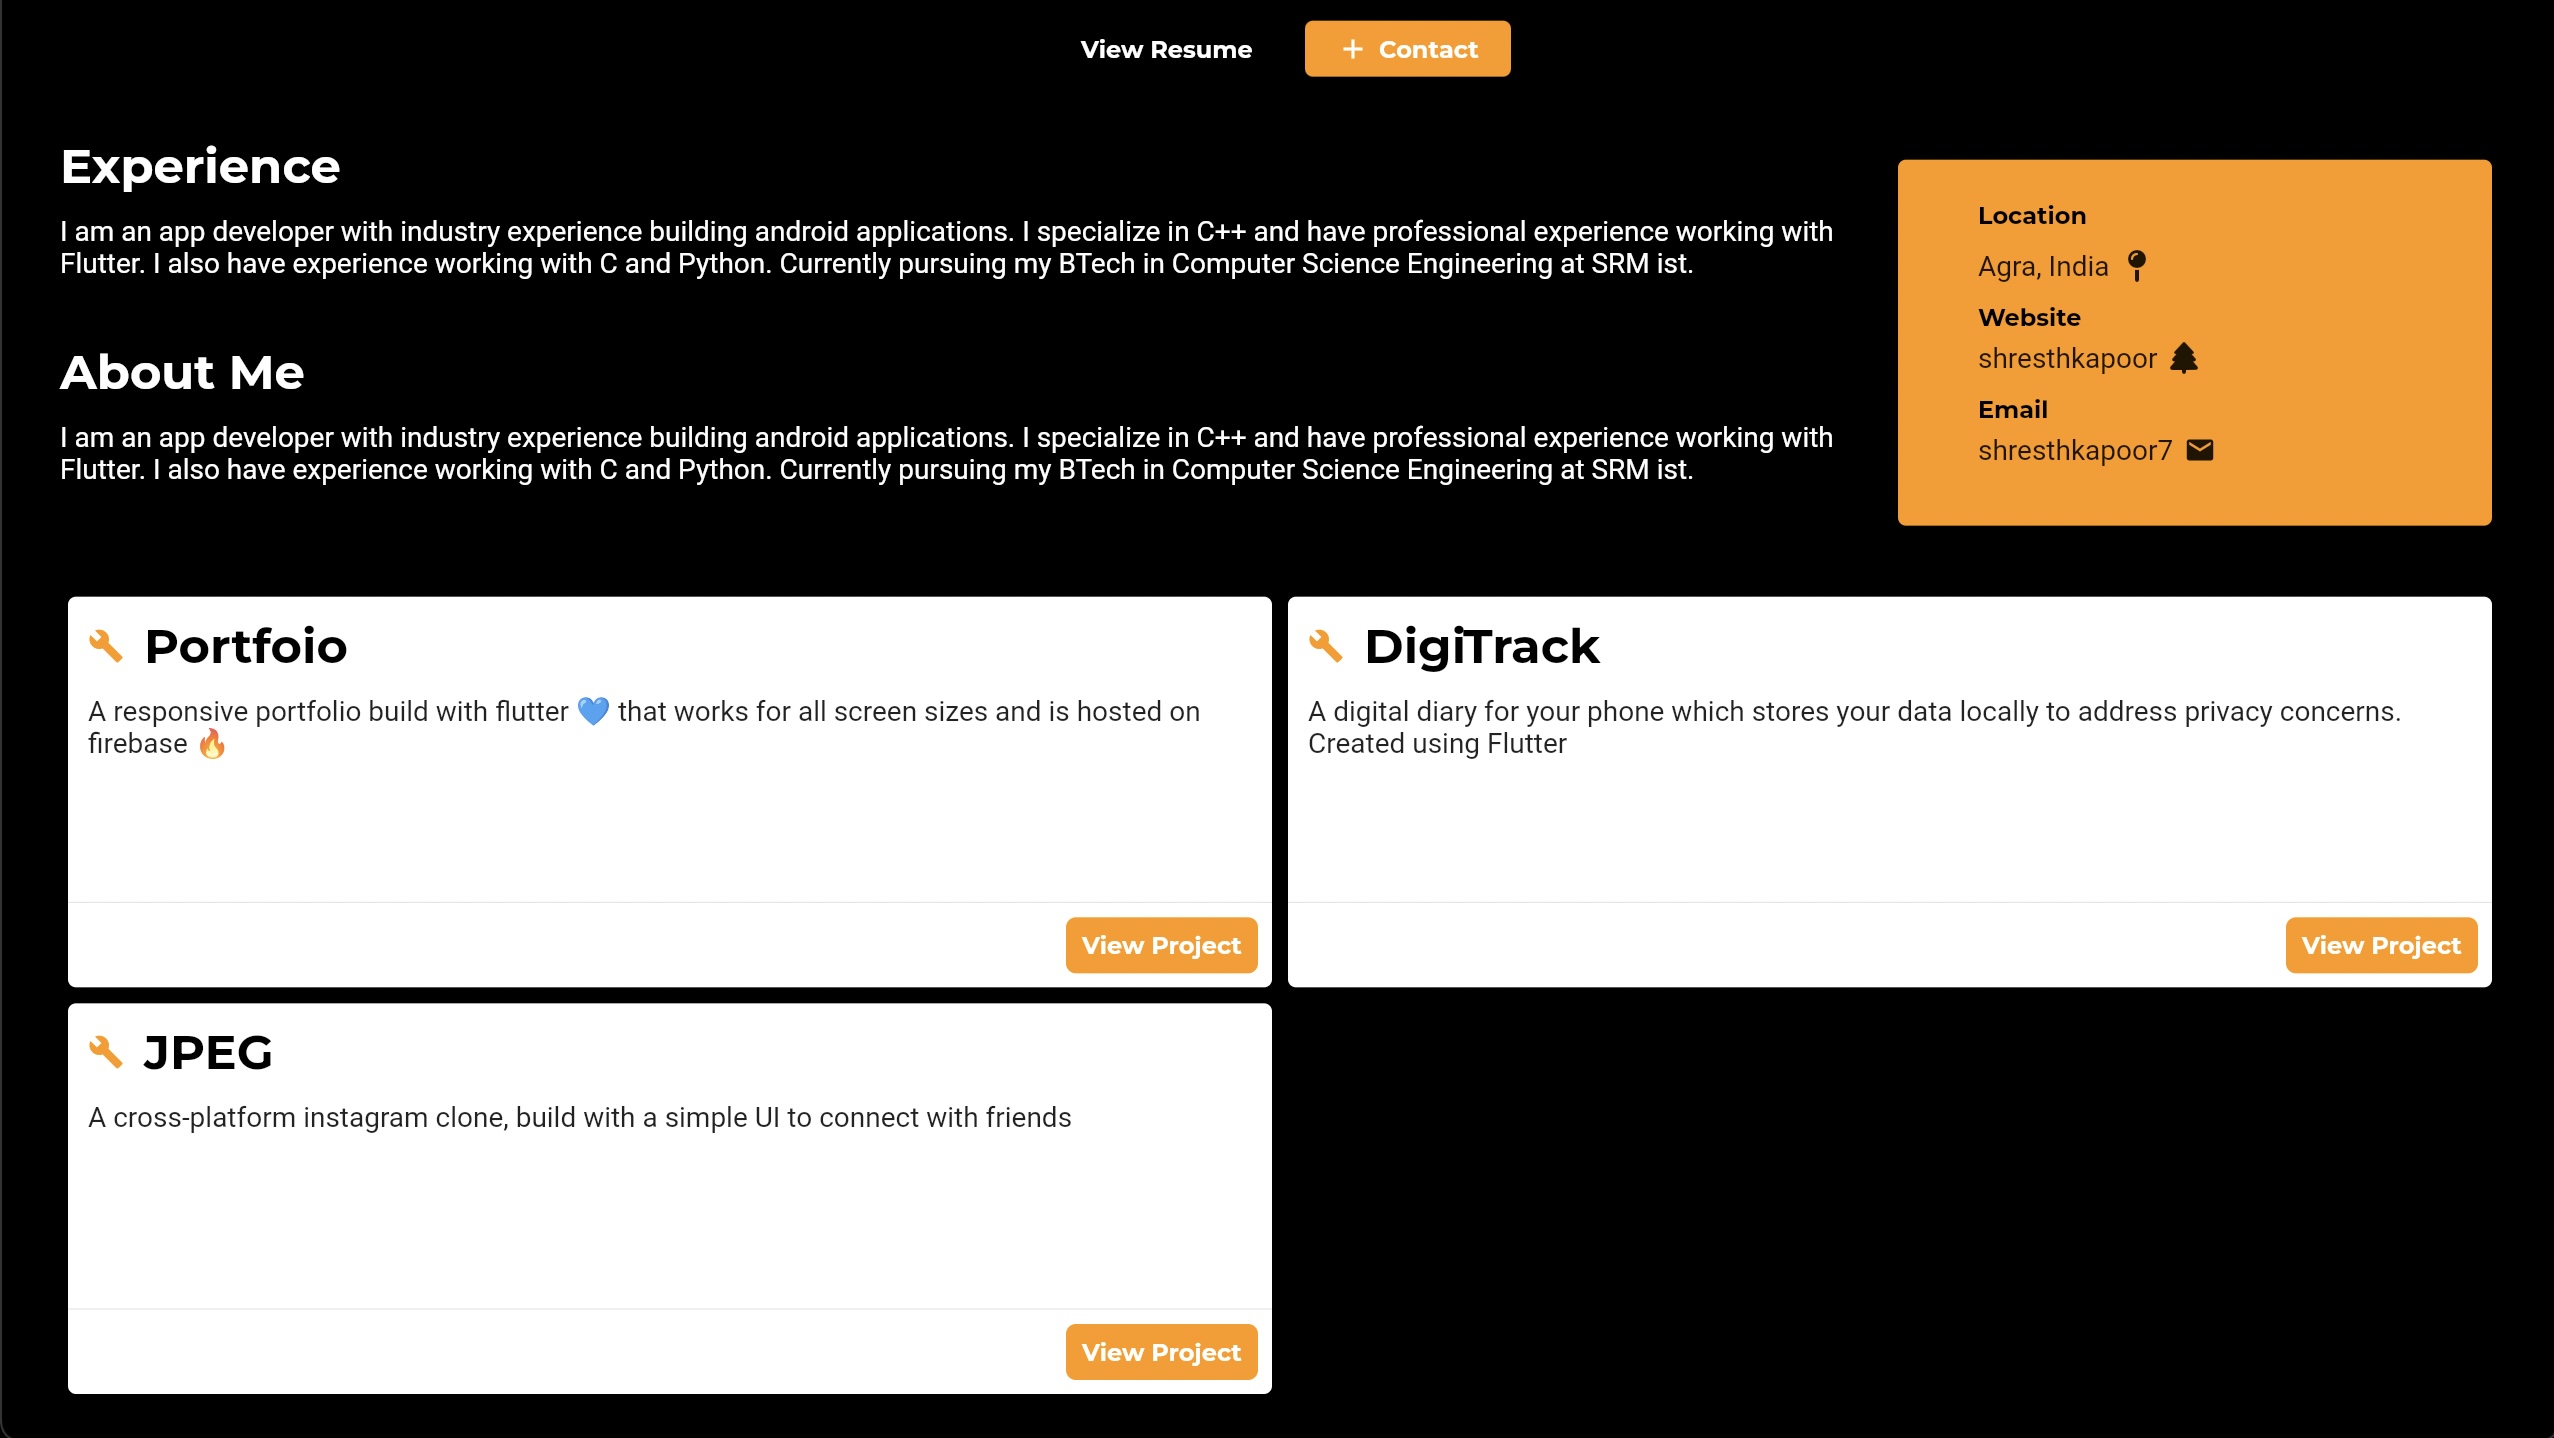 View Resume
+ Contact
Experience
I am an app developer with industry experience building android applications. I specialize in C++ and have professional experience working with
Flutter. I also have experience working with C and Python. Currently pursuing my BTech in Computer Science Engineering at SRM ist.
About Me
I am an app developer with industry experience building android applications. I specialize in C++ and have professional experience working with
Flutter. I also have experience working with C and Python. Currently pursuing my BTech in Computer Science Engineering at SRM ist.
Location
Agra, India
Website
shresthkapoor
Email
shresthkapoor7
Portfoio
A responsive portfolio build with flutter 💙 that works for all screen sizes and is hosted on
firebase 🔥
View Project
DigiTrack
A digital diary for your phone which stores your data locally to address privacy concerns.
Created using Flutter
View Project
JPEG
A cross-platform instagram clone, build with a simple UI to connect with friends
View Project